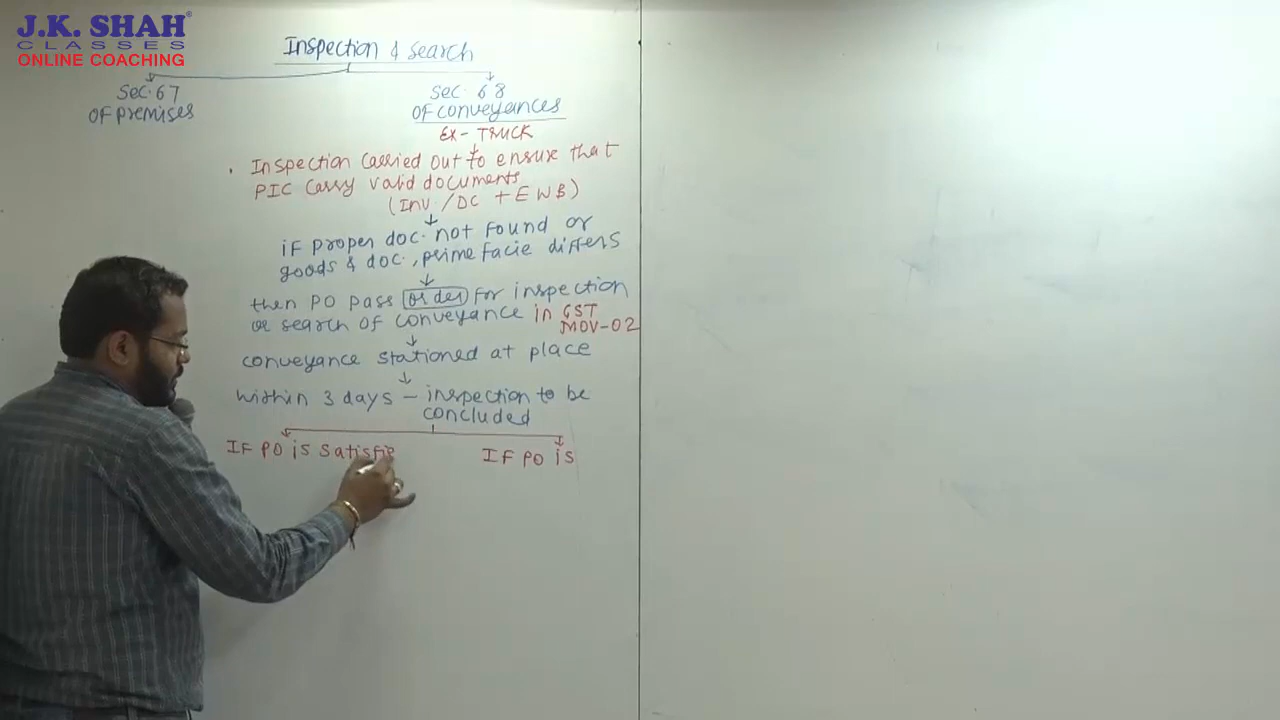 J.K. SHAH®
CLASSES
ONLINE COACHING
Inspection & search
Sec. 67
OF premises
Sec. 68
OF conveyances
Ex- TRUCK
. Inspection carried out to ensure that
PIC carry valid documents
(INV / DC + E W B)
if proper doc. not found or
goods & doc., prime facie differs
then PO pass order for inspection
or search of conveyance in GST
MOV-02
conveyance stationed at place
within 3 days – inspection to be
concluded
IF PO is satisfie
IF PO is